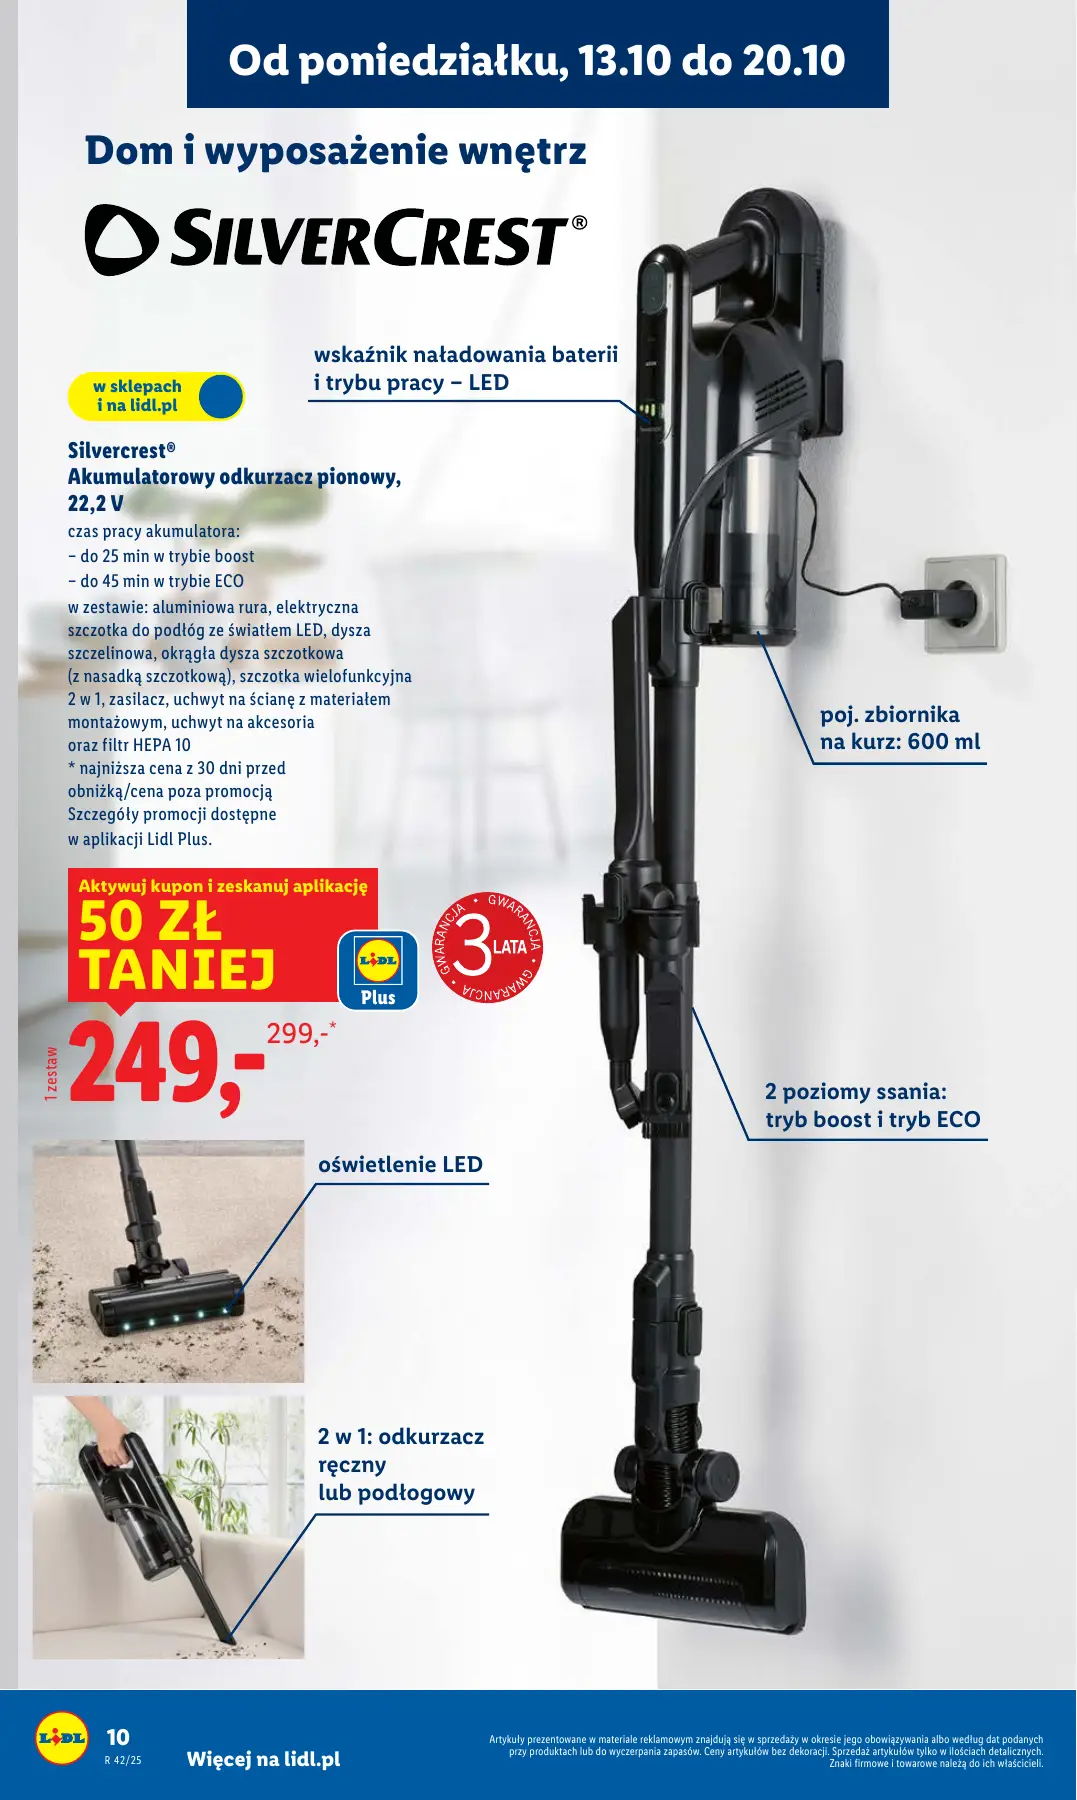 Od poniedziałku, 13.10 do 20.10
Dom i wyposażenie wnętrz
SILVERCREST®
wskaźnik naładowania baterii
i trybu pracy – LED
w sklepach
i na lidl.pl
Silvercrest®
Akumulatorowy odkurzacz pionowy,
22,2 V
czas pracy akumulatora:
– do 25 min w trybie boost
– do 45 min w trybie ECO
w zestawie: aluminiowa rura, elektryczna
szczotka do podłóg ze światłem LED, dysza
szczelinowa, okrągła dysza szczotkowa
(z nasadką szczotkową), szczotka wielofunkcyjna
2 w 1, zasilacz, uchwyt na ścianę z materiałem
montażowym, uchwyt na akcesoria
oraz filtr HEPA 10
* najniższa cena z 30 dni przed
obniżką/cena poza promocją
Szczegóły promocji dostępne
w aplikacji Lidl Plus.
poj. zbiornika
na kurz: 600 ml
Aktywuj kupon i zeskanuj aplikację
50 ZŁ
TANIEJ
LIDL
Plus
GWARANCJA • GWARANCJA • GWARANCJA •
3 LATA
1 zestaw
249,-
299,-*
2 poziomy ssania:
tryb boost i tryb ECO
oświetlenie LED
2 w 1: odkurzacz
ręczny
lub podłogowy
LIDL
10
R 42/25
Więcej na lidl.pl
Artykuły prezentowane w materiale reklamowym znajdują się w sprzedaży w okresie jego obowiązywania albo według dat podanych
przy produktach lub do wyczerpania zapasów. Ceny artykułów bez dekoracji. Sprzedaż artykułów tylko w ilościach detalicznych.
Znaki firmowe i towarowe należą do ich właścicieli.